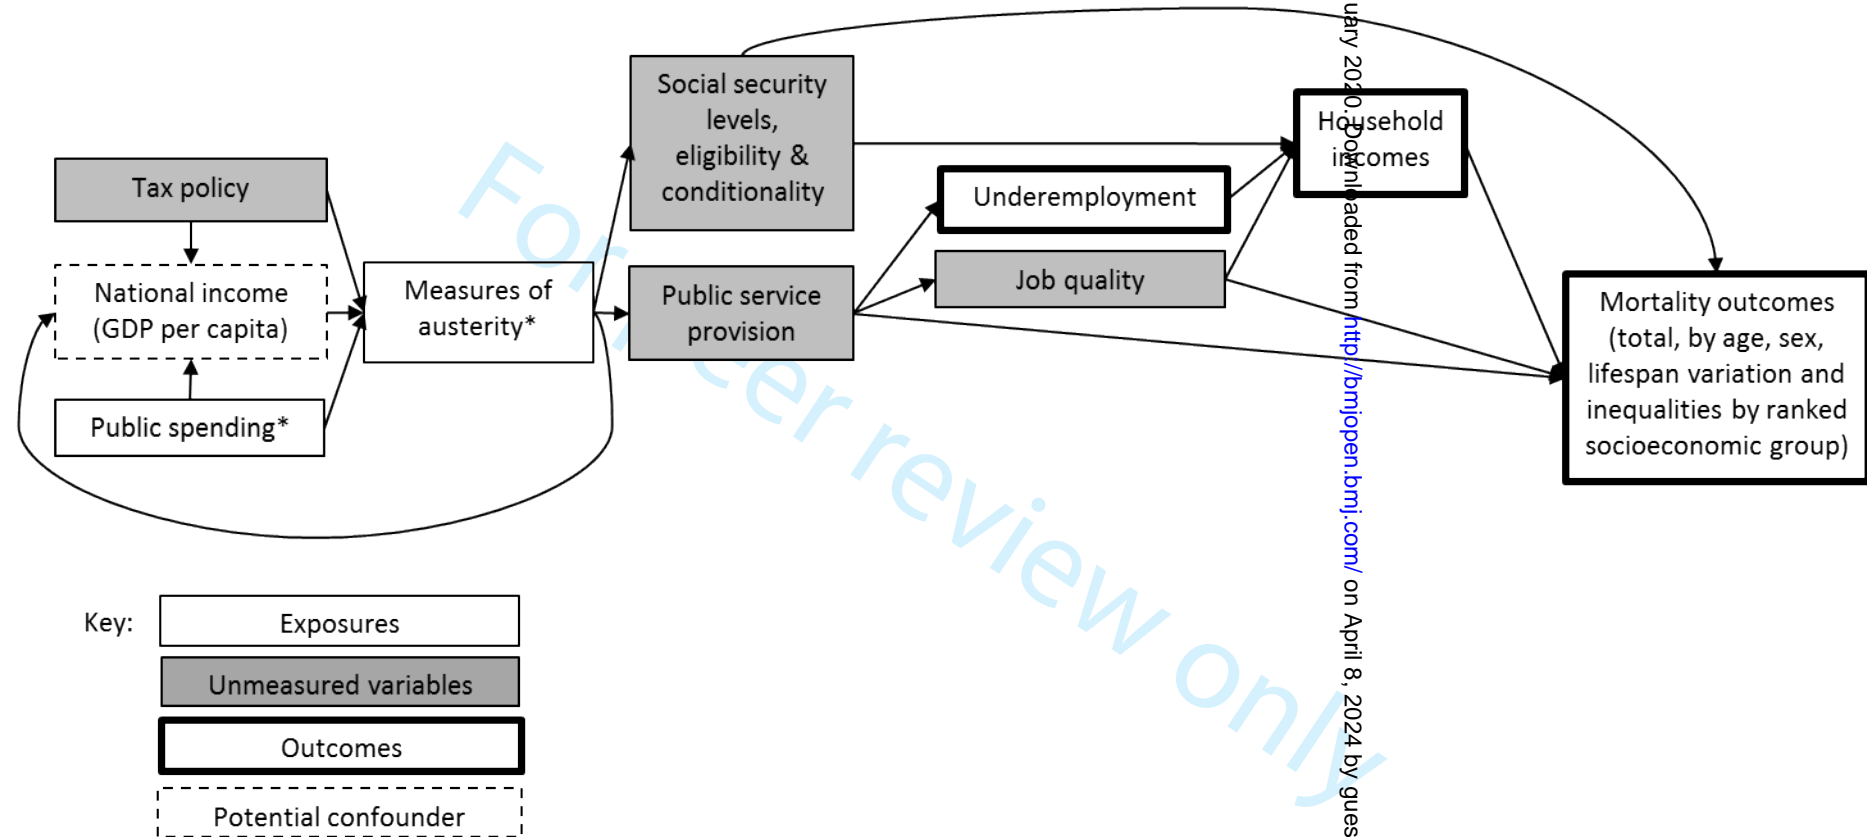 Social security
levels,
eligibility &
conditionality
Household
incomes
Tax policy
Underemployment
National income
(GDP per capita)
Measures of
austerity*
Public service
provision
Job quality
Mortality outcomes
(total, by age, sex,
lifespan variation and
inequalities by ranked
socioeconomic group)
Public spending*
Key:
Exposures
Unmeasured variables
Outcomes
Potential confounder
For peer review only
uary 2020. Downloaded from http://bmjopen.bmj.com/ on April 8, 2024 by gues